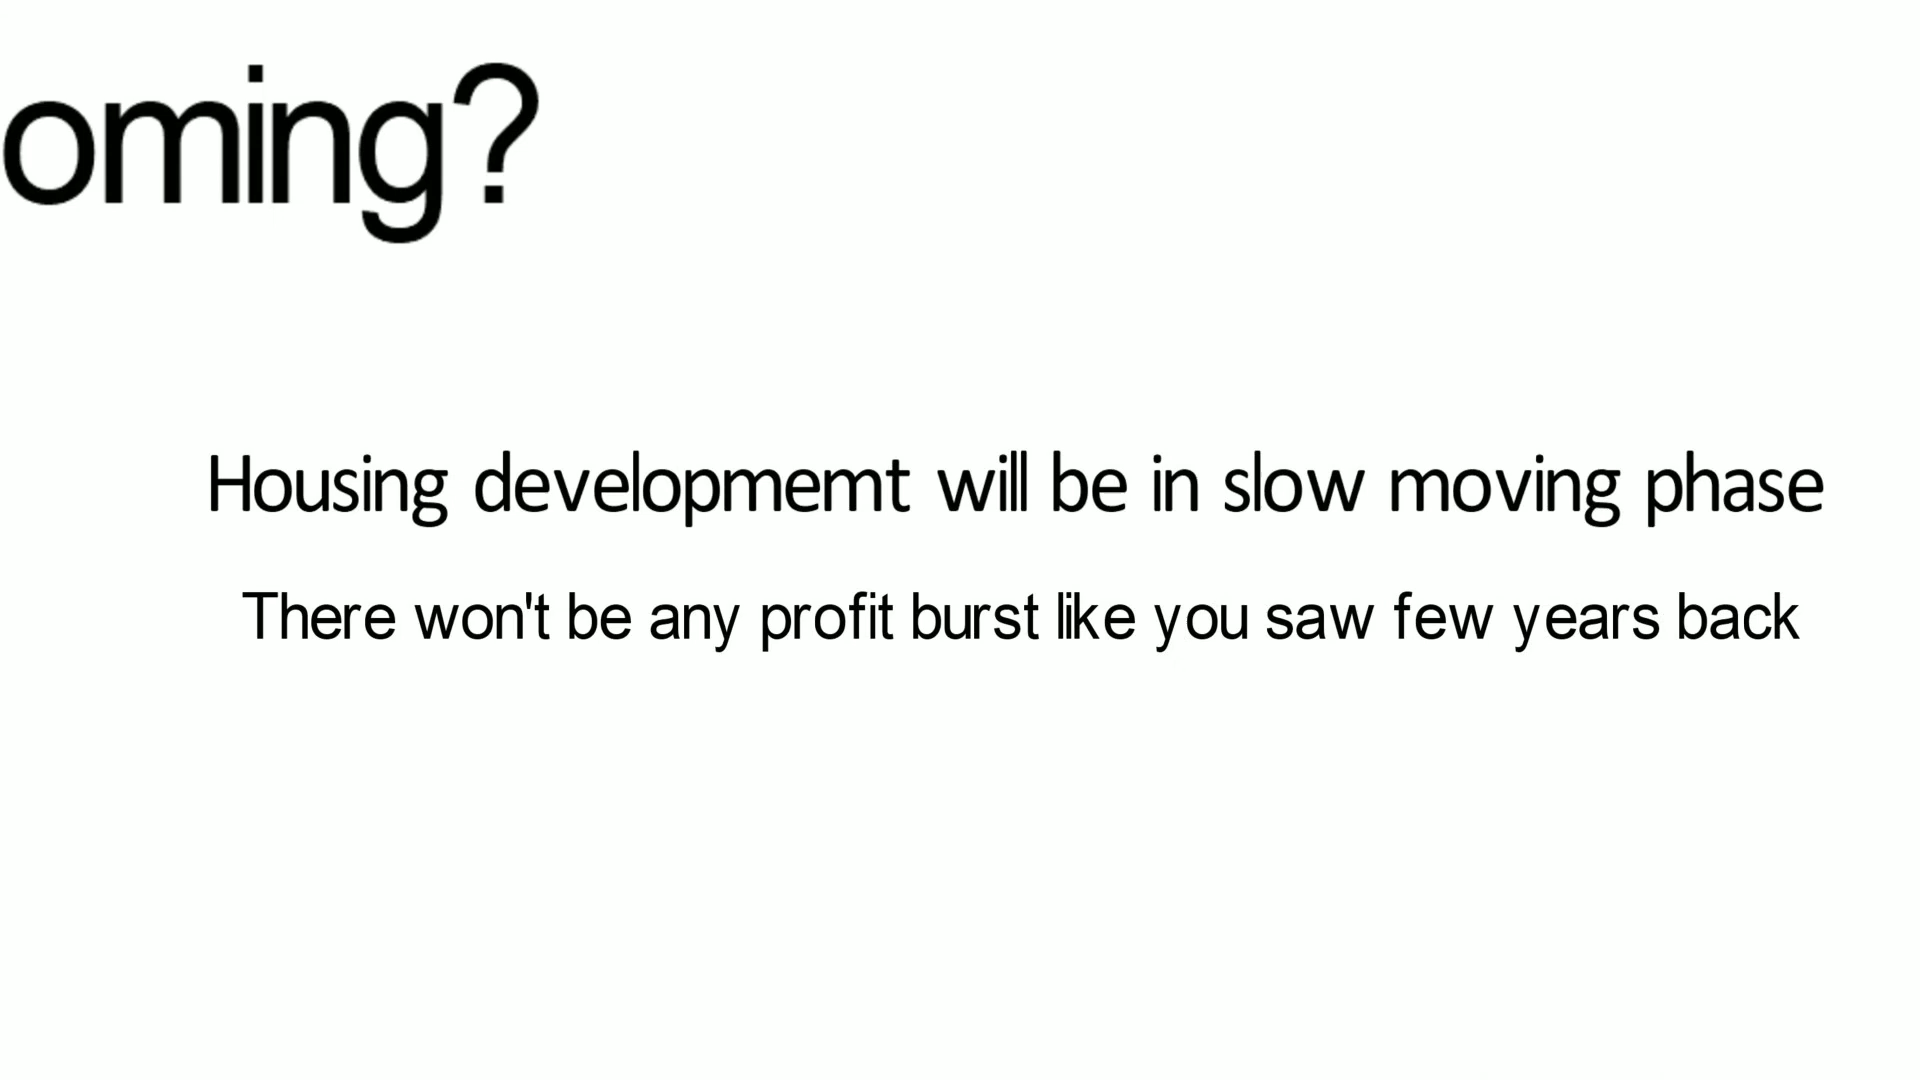 oming?
Housing developmemt will be in slow moving phase
There won't be any profit burst like you saw few years back